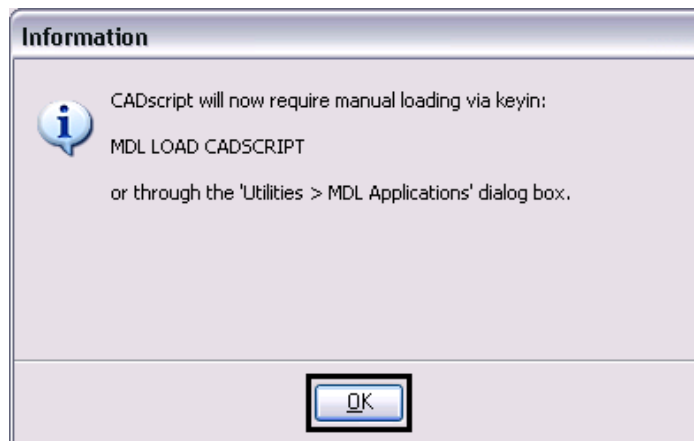 Information
CADscript will now require manual loading via keyin:
MDL LOAD CADSCRIPT
or through the 'Utilities > MDL Applications' dialog box.
OK